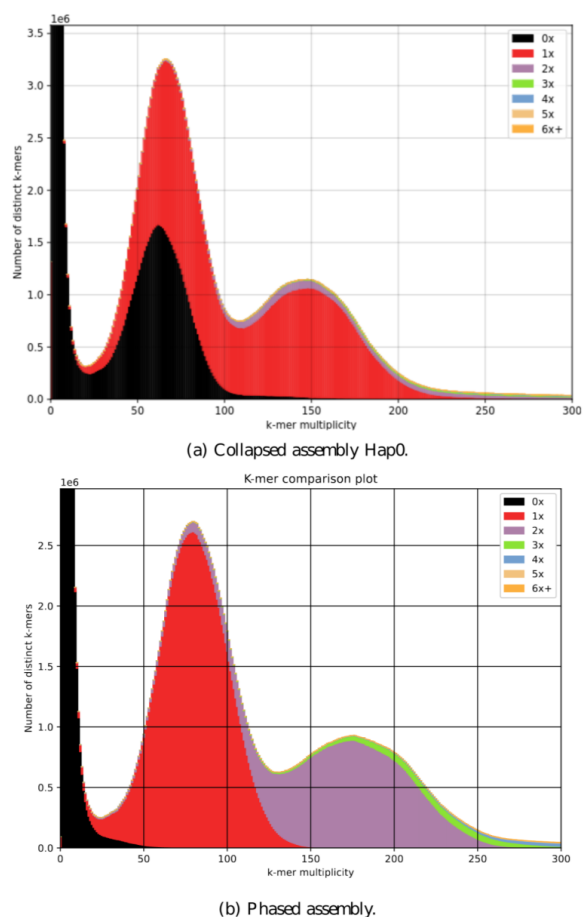 1e6
3.5
3.0
2.5
2.0
1.5
1.0
0.5
0.0
Number of distinct k-mers
0x
1x
2x
3x
4x
5x
6x+
0 50 100 150 200 250 300
k-mer multiplicity
(a) Collapsed assembly Hap0.
K-mer comparison plot
1e6
2.5
2.0
1.5
1.0
0.5
0.0
Number of distinct k-mers
0x
1x
2x
3x
4x
5x
6x+
0 50 100 150 200 250 300
k-mer multiplicity
(b) Phased assembly.